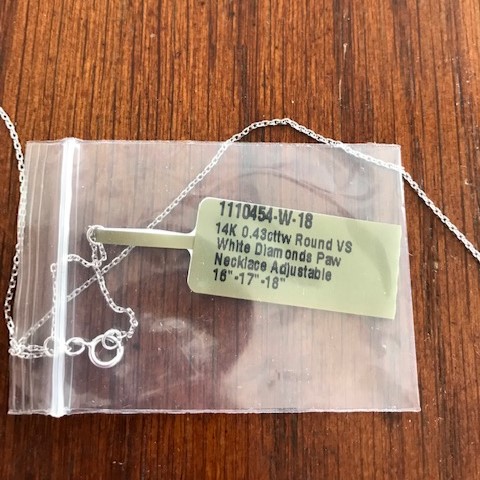 1110454-W-18
14K 0.43cttw Round VS
White Diamonds Paw
Necklace Adjustable
16"-17"-18"